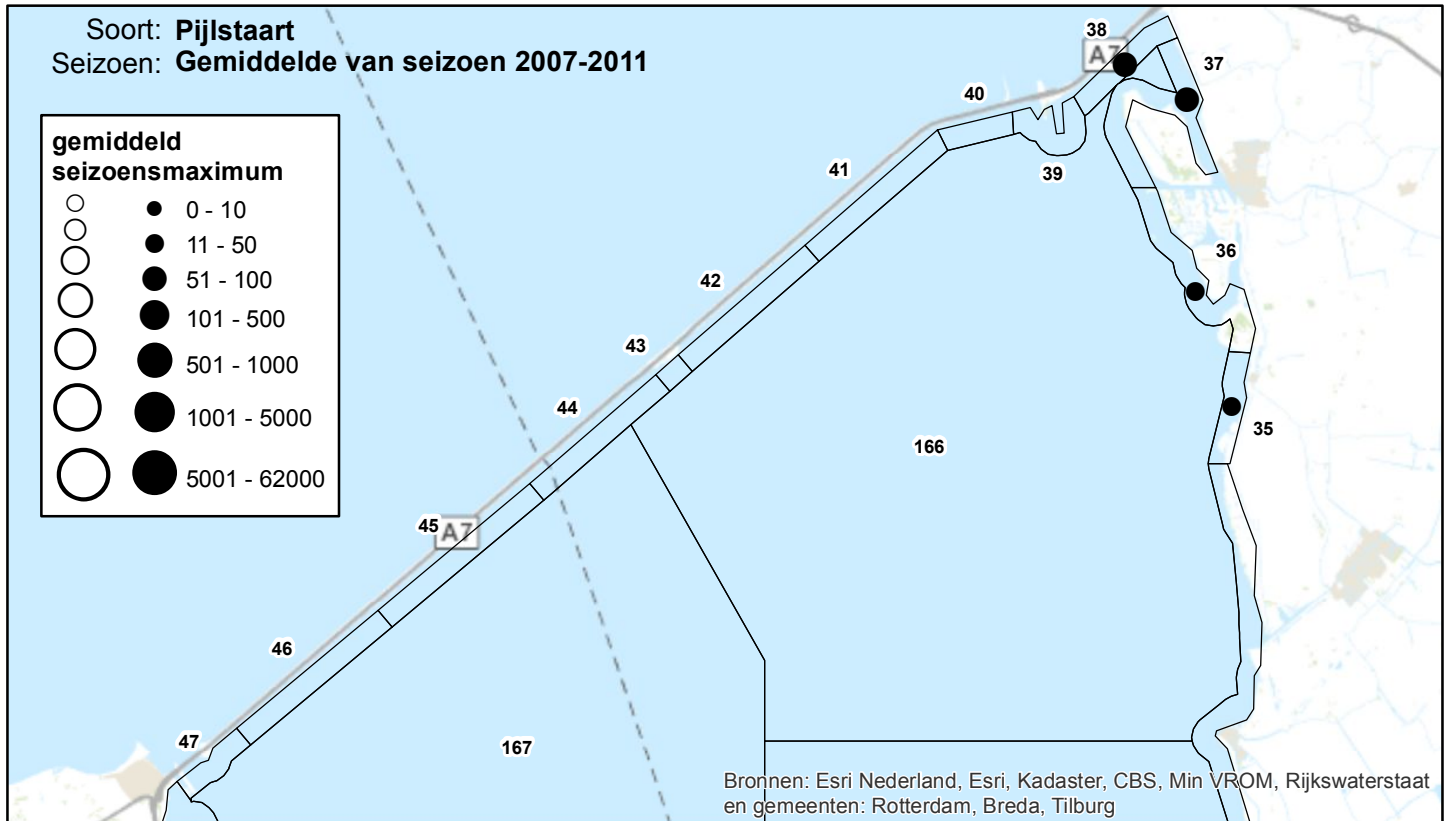 Soort: Pijlstaart
Seizoen: Gemiddelde van seizoen 2007-2011
gemiddeld
seizoensmaximum
0 - 10
11 - 50
51 - 100
101 - 500
501 - 1000
1001 - 5000
5001 - 62000
38
A7
37
40
41
39
36
42
43
44
35
166
45
A7
46
47
167
Bronnen: Esri Nederland, Esri, Kadaster, CBS, Min VROM, Rijkswaterstaat
en gemeenten: Rotterdam, Breda, Tilburg